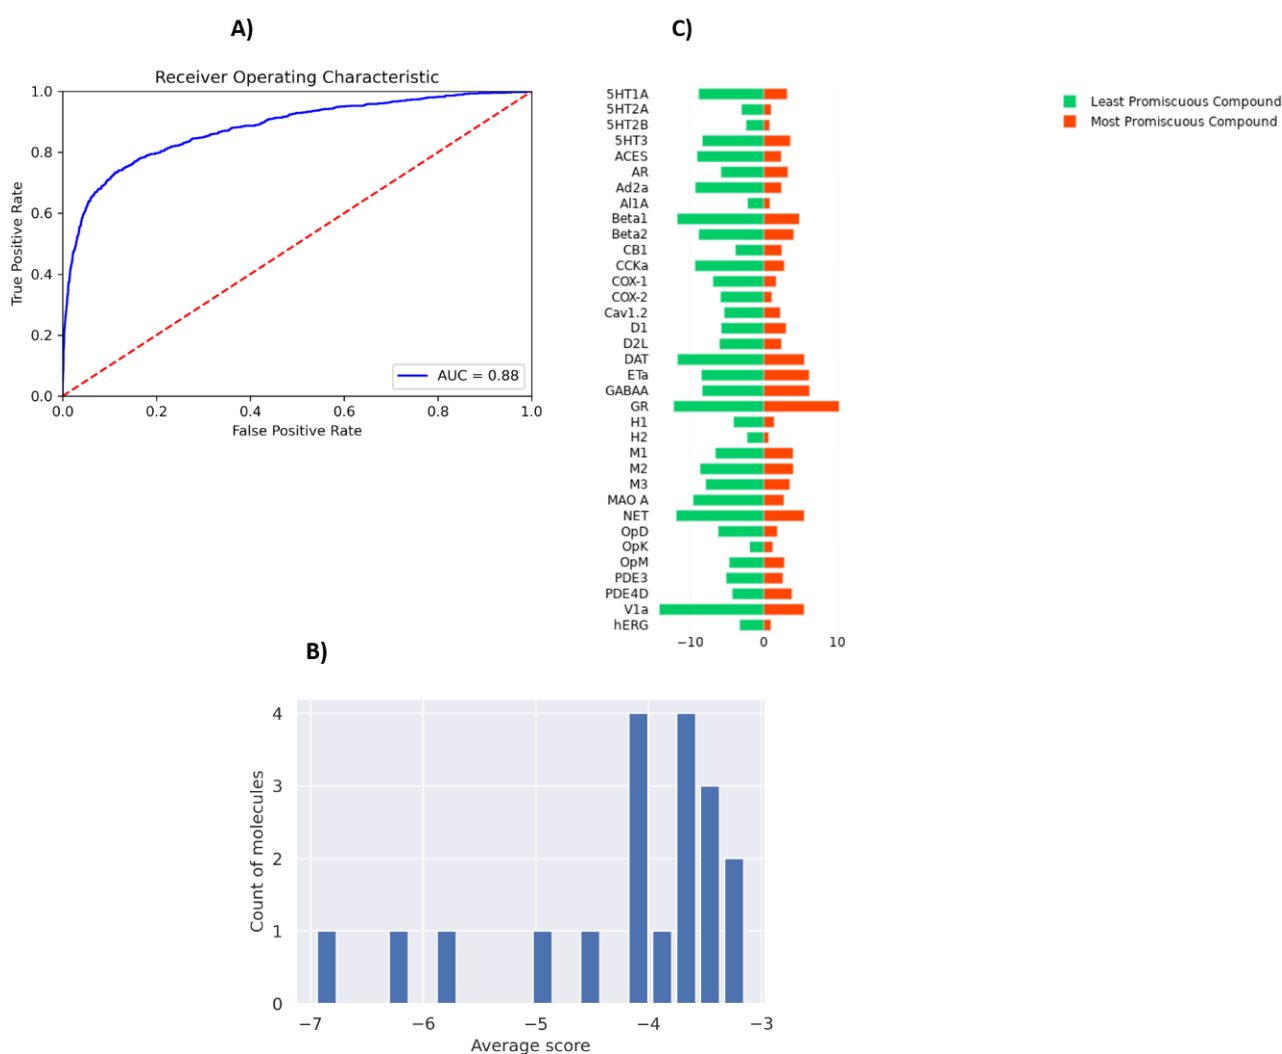 A)
Receiver Operating Characteristic
True Positive Rate
1.0
0.8
0.6
0.4
0.2
0.0
0.0 0.2 0.4 0.6 0.8 1.0
False Positive Rate
AUC = 0.88
C)
5HT1A
5HT2A
5HT2B
5HT3
ACES
AR
Ad2a
Al1A
Beta1
Beta2
CB1
CCKa
COX-1
COX-2
Cav1.2
D1
D2L
DAT
ETa
GABAA
GR
H1
H2
M1
M2
M3
MAO A
NET
OpD
OpK
OpM
PDE3
PDE4D
V1a
hERG
−10 0 10
Least Promiscuous Compound
Most Promiscuous Compound
B)
Count of molecules
4
3
2
1
0
−7 −6 −5 −4 −3
Average score